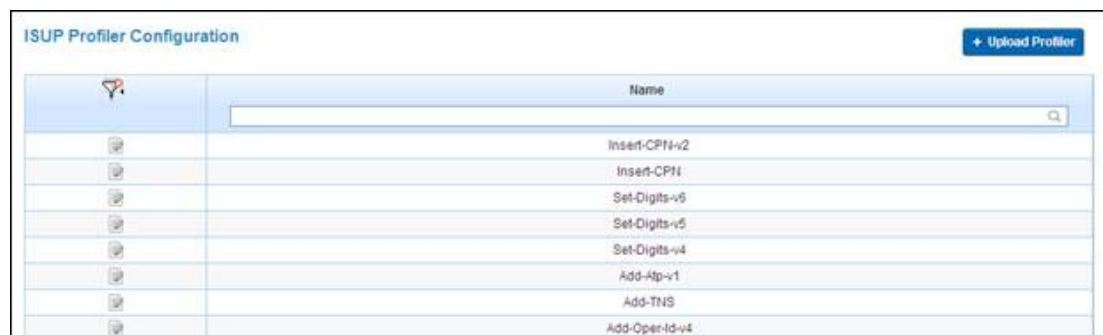 ISUP Profiler Configuration
+ Upload Profiler
Name
Insert-CPN-v2
Insert-CPN
Set-Digits-v6
Set-Digits-v5
Set-Digits-v4
Add-Atp-v1
Add-TNS
Add-Oper-Id-v4